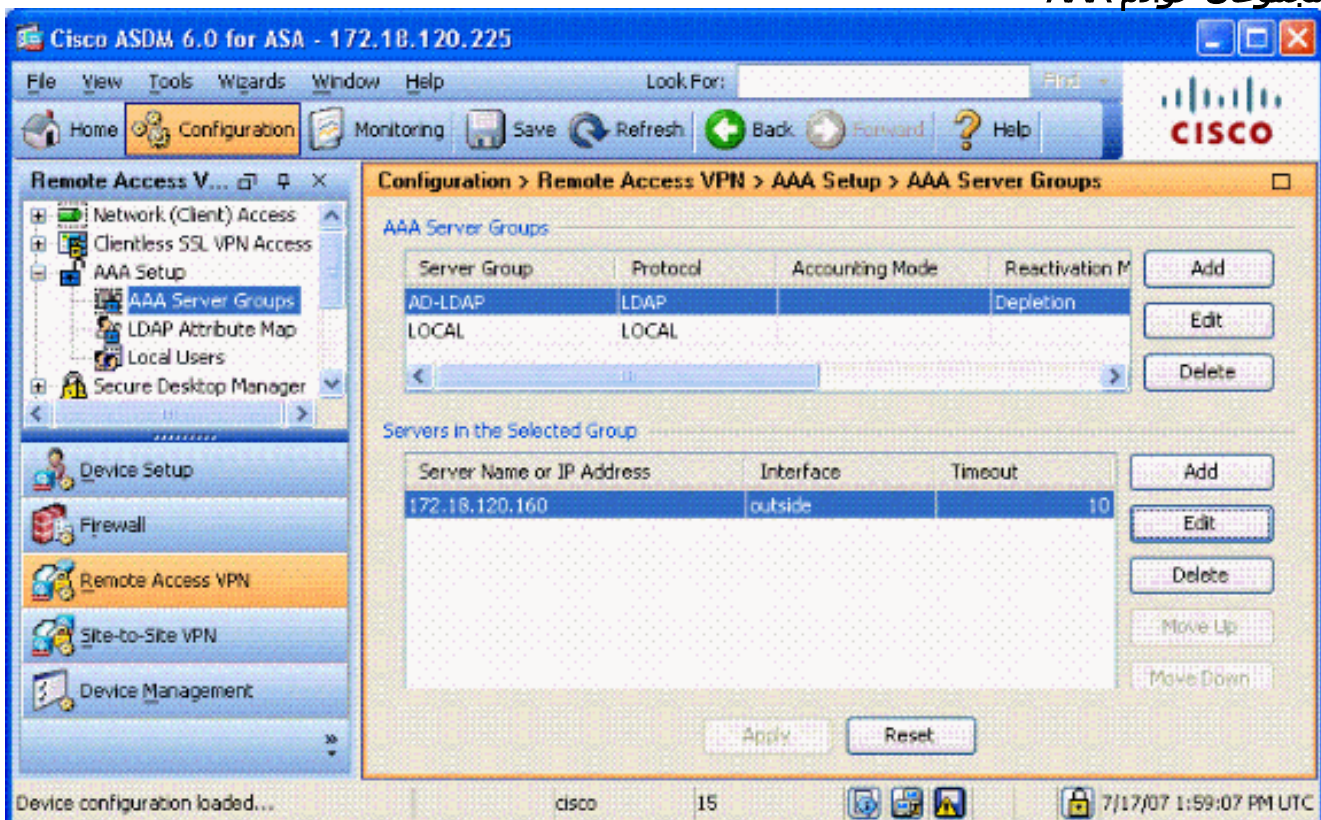 مجموعات خوادم AAA
Cisco ASDM 6.0 for ASA - 172.18.120.225
File View Tools Wizards Window Help Look For: Find
Home Configuration Monitoring Save Refresh Back Forward Help
CISCO
Remote Access V...
Network (Client) Access
Clientless SSL VPN Access
AAA Setup
AAA Server Groups
LDAP Attribute Map
Local Users
Secure Desktop Manager
Device Setup
Firewall
Remote Access VPN
Site-to-Site VPN
Device Management
Configuration > Remote Access VPN > AAA Setup > AAA Server Groups
AAA Server Groups
Server Group Protocol Accounting Mode Reactivation M
AD-LDAP LDAP Depletion
LOCAL LOCAL
Add
Edit
Delete
Servers in the Selected Group
Server Name or IP Address Interface Timeout
172.18.120.160 outside 10
Add
Edit
Delete
Move Up
Move Down
Apply Reset
Device configuration loaded... cisco 15 7/17/07 1:59:07 PM UTC